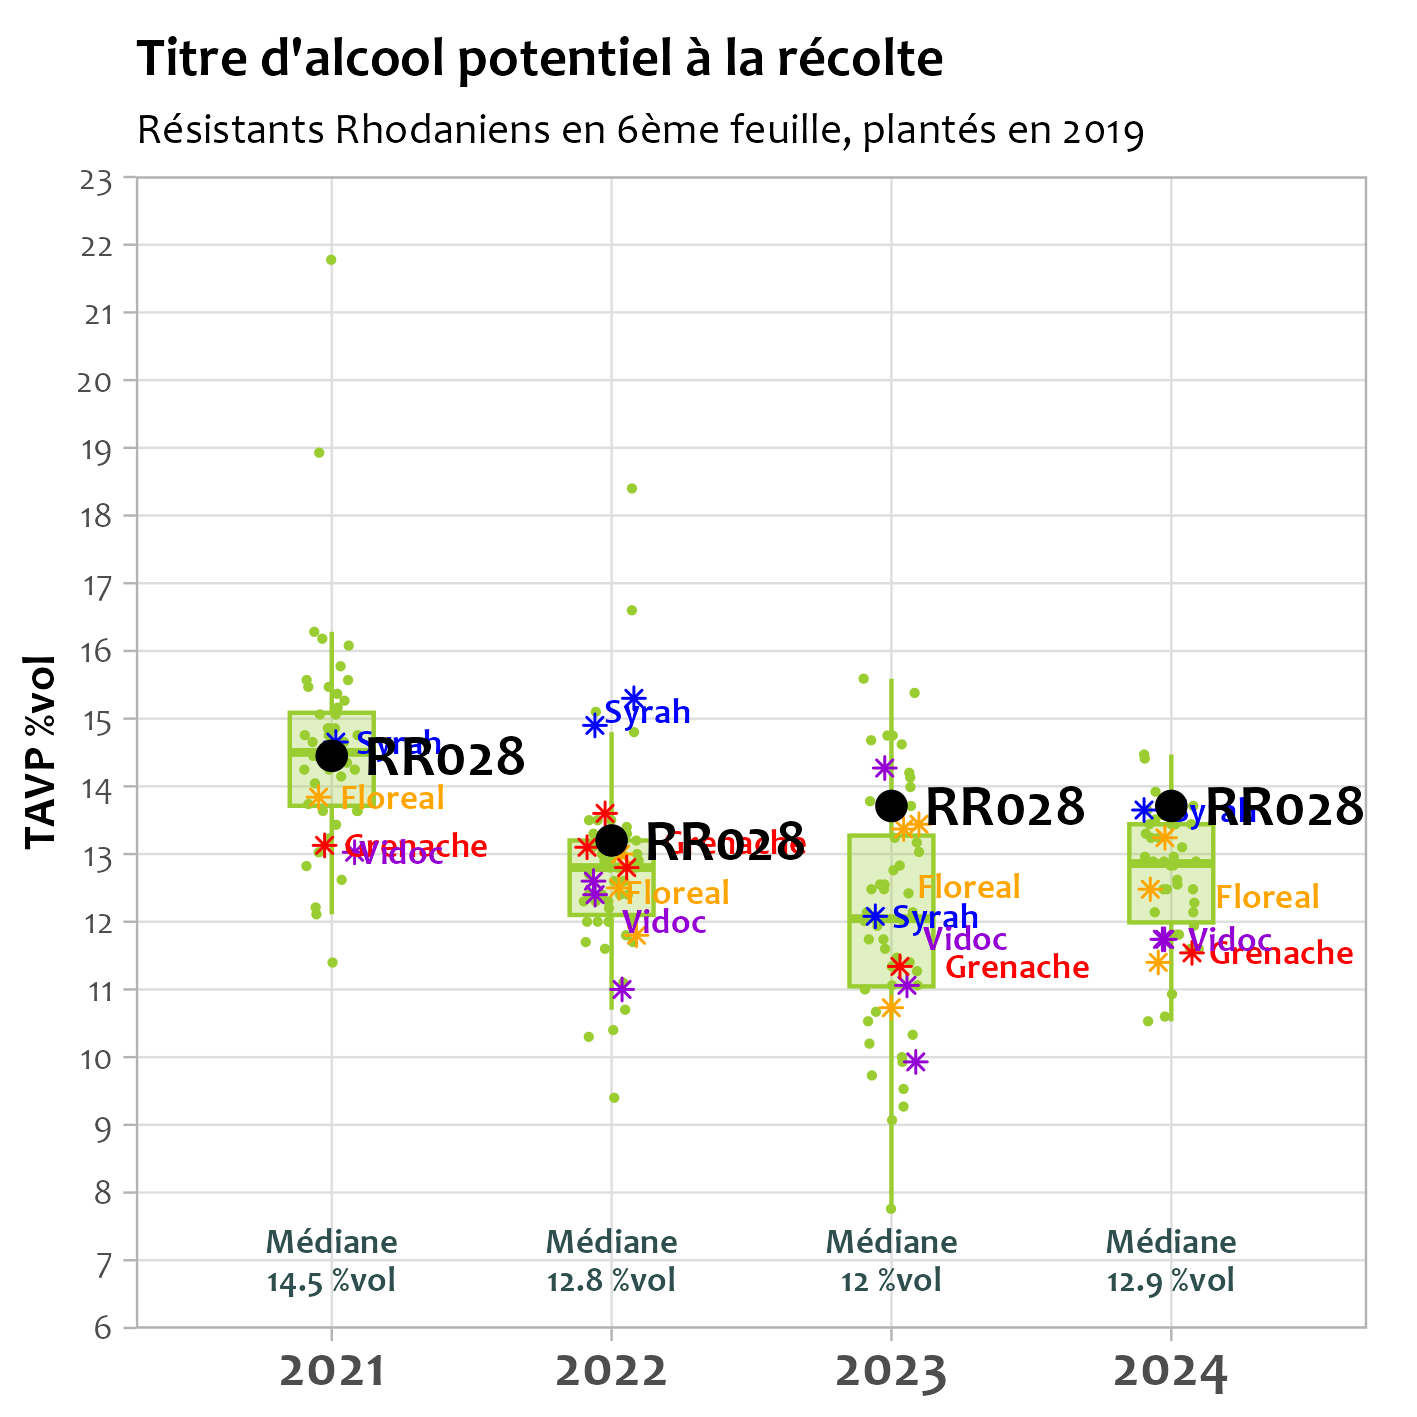 Titre d'alcool potentiel à la récolte
Résistants Rhodaniens en 6ème feuille, plantés en 2019
TAVP %vol
23
22
21
20
19
18
17
16
15
14
13
12
11
10
9
8
7
6
Syrah
RR028
Floreal
Grenache
Vidoc
Médiane
14.5 %vol
2021
Syrah
Grenache
RR028
Floreal
Vidoc
Médiane
12.8 %vol
2022
RR028
Floreal
Syrah
Vidoc
Grenache
Médiane
12 %vol
2023
RR028
Syrah
Floreal
Vidoc
Grenache
Médiane
12.9 %vol
2024